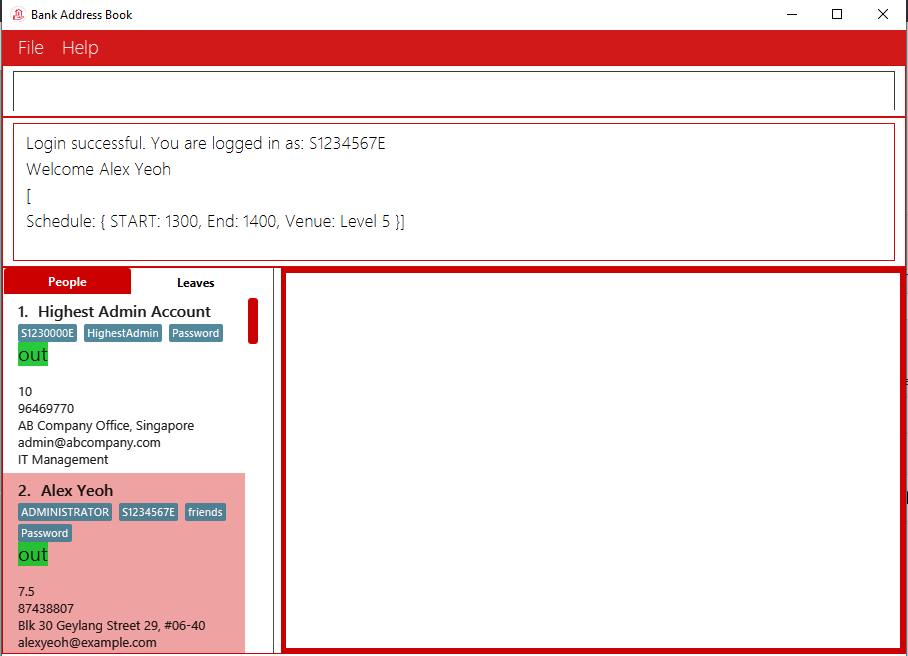 Bank Address Book
File Help
Login successful. You are logged in as: S1234567E
Welcome Alex Yeoh
[
Schedule: { START: 1300, End: 1400, Venue: Level 5 }]
People Leaves
1. Highest Admin Account
S1230000E HighestAdmin Password
out
10
96469770
AB Company Office, Singapore
admin@abcompany.com
IT Management
2. Alex Yeoh
ADMINISTRATOR S1234567E friends
Password
out
7.5
87438807
Blk 30 Geylang Street 29, #06-40
alexyeoh@example.com